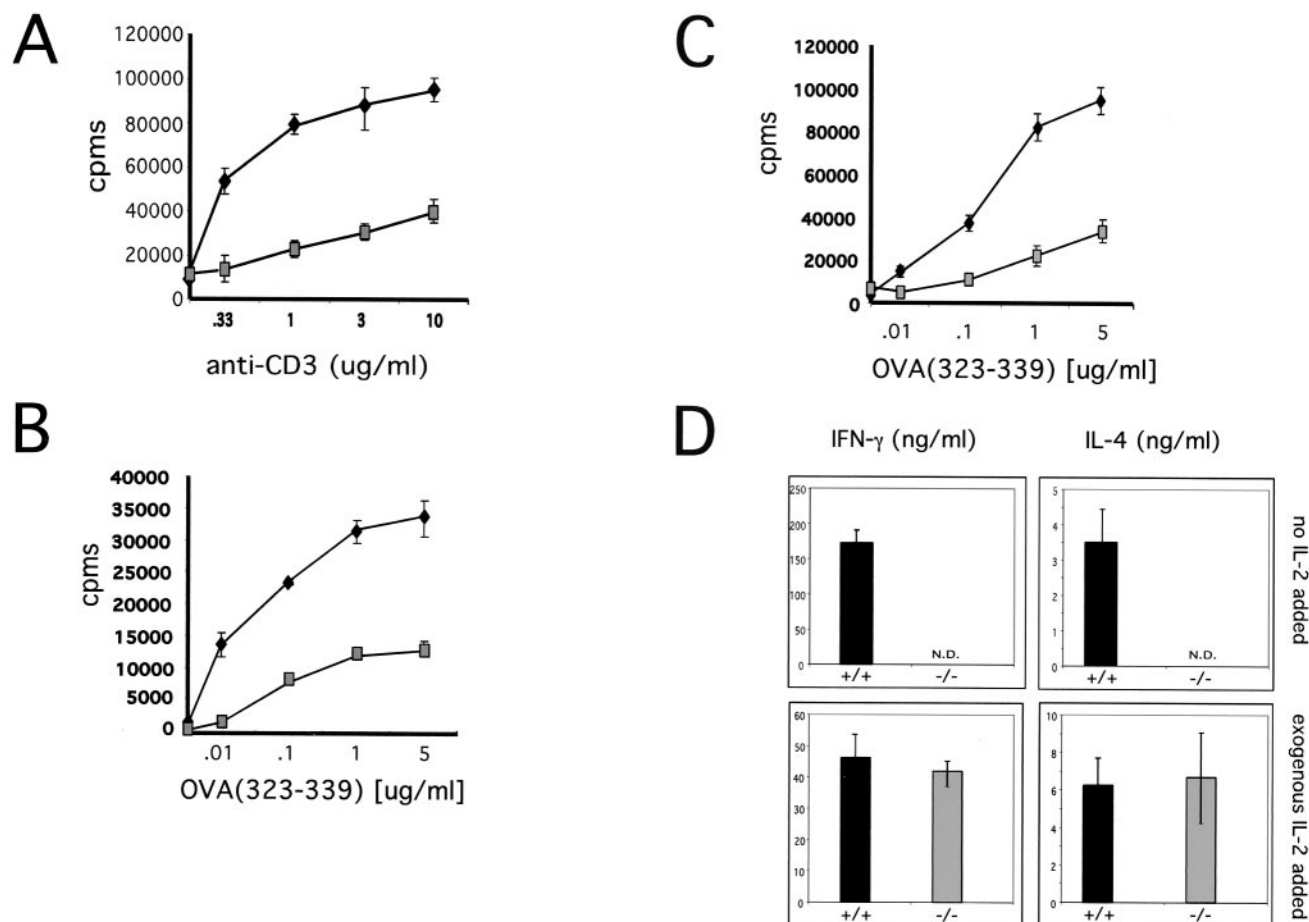 A
120000
100000
80000
60000
40000
20000
0
cpms
.33 1 3 10
anti-CD3 (ug/ml)
B
40000
35000
30000
25000
20000
15000
10000
5000
0
cpms
.01 .1 1 5
OVA(323-339) [ug/ml]
C
120000
100000
80000
60000
40000
20000
0
cpms
.01 .1 1 5
OVA(323-339) [ug/ml]
D
IFN-γ (ng/ml)
IL-4 (ng/ml)
250
200
150
100
50
0
N.D.
+/+ -/-
5
4
3
2
1
0
N.D.
+/+ -/-
no IL-2 added
60
50
40
30
20
10
0
+/+ -/-
10
8
6
4
2
0
+/+ -/-
exogenous IL-2 added